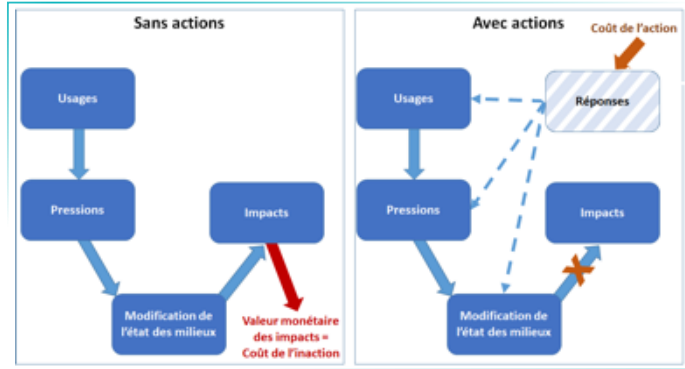 Sans actions
Usages
Pressions
Impacts
Modification de
l'état des milieux
Valeur monétaire
des impacts =
Coût de l'inaction
Avec actions
Coût de l'action
Usages
Réponses
Pressions
Impacts
Modification de
l'état des milieux